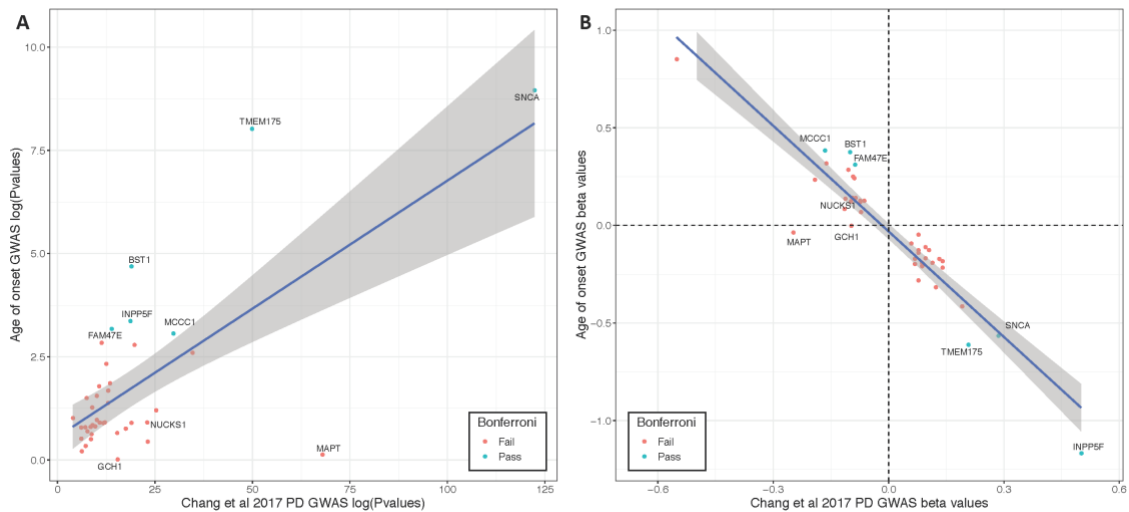 A
Age of onset GWAS log(Pvalues)
10.0
7.5
5.0
2.5
0.0
SNCA
TMEM175
BST1
INPP5F
MCCC1
FAM47E
NUCKS1
MAPT
GCH1
Bonferroni
Fail
Pass
0 25 50 75 100 125
Chang et al 2017 PD GWAS log(Pvalues)
B
Age of onset GWAS beta values
1.0
0.5
0.0
−0.5
−1.0
MCCC1
BST1
FAM47E
NUCKS1
MAPT
GCH1
SNCA
TMEM175
INPP5F
Bonferroni
Fail
Pass
−0.6 −0.3 0.0 0.3 0.6
Chang et al 2017 PD GWAS beta values